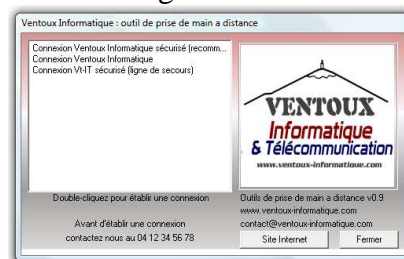 Ventoux Informatique : outil de prise de main a distance
Connexion Ventoux Informatique sécurisé (recomm...
Connexion Ventoux Informatique
Connexion Vt-IT sécurisé (ligne de secours)
VENTOUX
Informatique
& Télécommunication
www.ventoux-informatique.com
Double-cliquez pour établir une connexion
Avant d'établir une connexion
contactez nous au 04 12 34 56 78
Outils de prise de main a distance v0.9
www.ventoux-informatique.com
contact@ventoux-informatique.com
Site Internet
Fermer